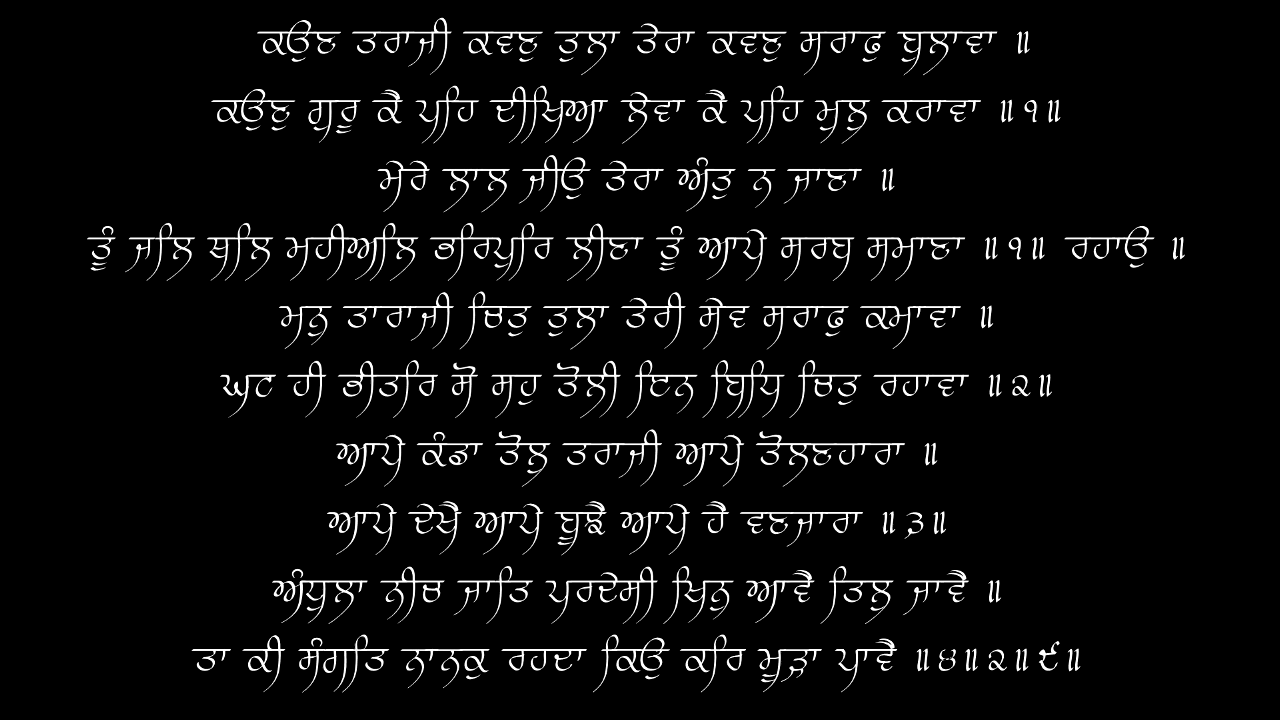 ਕਉਣ ਤਰਾਜੀ ਕਵਣੁ ਤੁਲਾ ਤੇਰਾ ਕਵਣੁ ਸਰਾਫੁ ਬੁਲਾਵਾ ॥
ਕਉਣੁ ਗੁਰੂ ਕੈ ਪਹਿ ਦੀਖਿਆ ਲੇਵਾ ਕੈ ਪਹਿ ਮੁਲੁ ਕਰਾਵਾ ॥੧॥
ਮੇਰੇ ਲਾਲ ਜੀਉ ਤੇਰਾ ਅੰਤੁ ਨ ਜਾਣਾ ॥
ਤੂੰ ਜਲਿ ਥਲਿ ਮਹੀਅਲਿ ਭਰਿਪੁਰਿ ਲੀਣਾ ਤੂੰ ਆਪੇ ਸਰਬ ਸਮਾਣਾ ॥੧॥ ਰਹਾਉ ॥
ਮਨੁ ਤਾਰਾਜੀ ਚਿਤੁ ਤੁਲਾ ਤੇਰੀ ਸੇਵ ਸਰਾਫੁ ਕਮਾਵਾ ॥
ਘਟ ਹੀ ਭੀਤਰਿ ਸੋ ਸਹੁ ਤੋਲੀ ਇਨ ਬਿਧਿ ਚਿਤੁ ਰਹਾਵਾ ॥੨॥
ਆਪੇ ਕੰਡਾ ਤੋਲੁ ਤਰਾਜੀ ਆਪੇ ਤੋਲਣਹਾਰਾ ॥
ਆਪੇ ਦੇਖੈ ਆਪੇ ਬੂਝੈ ਆਪੇ ਹੈ ਵਣਜਾਰਾ ॥੩॥
ਅੰਧੁਲਾ ਨੀਚ ਜਾਤਿ ਪਰਦੇਸੀ ਖਿਨੁ ਆਵੈ ਤਿਲੁ ਜਾਵੈ ॥
ਤਾ ਕੀ ਸੰਗਤਿ ਨਾਨਕੁ ਰਹਦਾ ਕਿਉ ਕਰਿ ਮੂੜਾ ਪਾਵੈ ॥੪॥੨॥੯॥